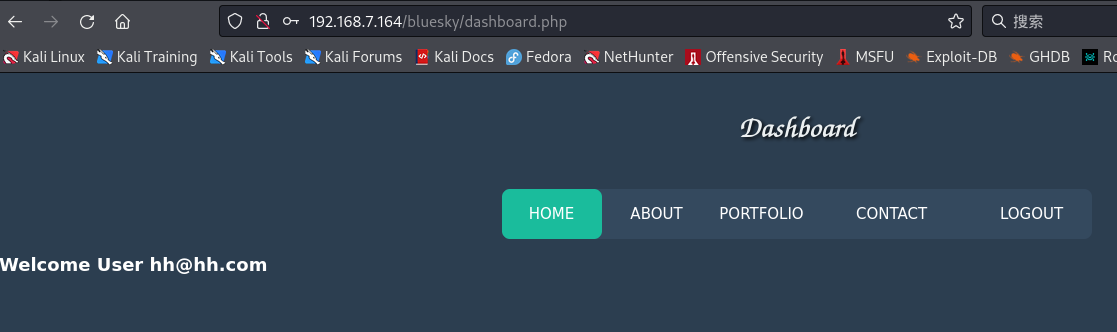 192.168.7.164/bluesky/dashboard.php 搜索
Kali Linux Kali Training Kali Tools Kali Forums Kali Docs Fedora NetHunter Offensive Security MSFU Exploit-DB GHDB Ro
Dashboard
HOME ABOUT PORTFOLIO CONTACT LOGOUT
Welcome User hh@hh.com